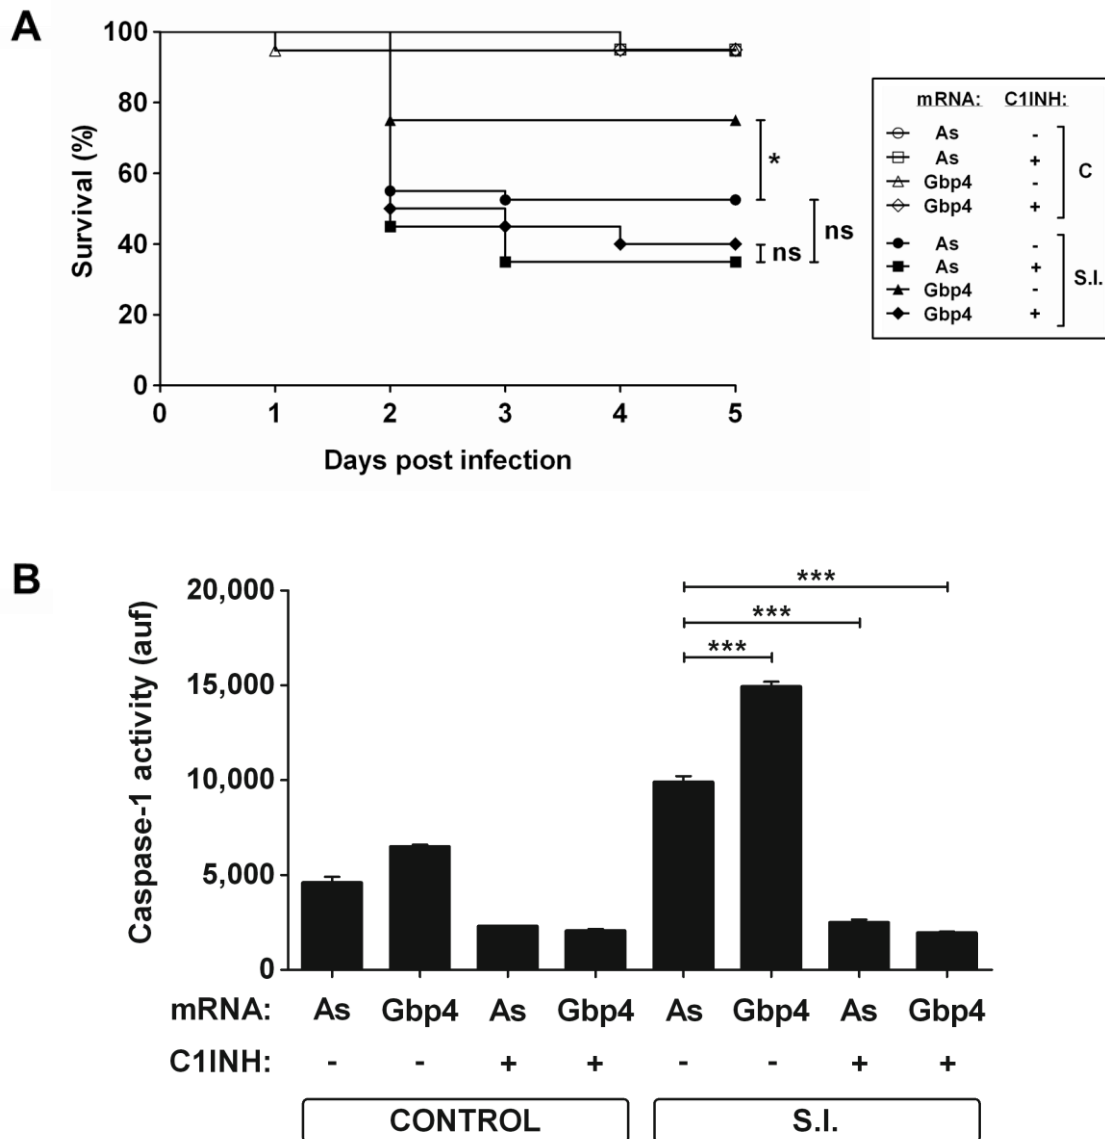 A
100
80
60
40
20
0
Survival (%)
0 1 2 3 4 5
Days post infection
*
ns
ns
mRNA: C1INH:
As -
As +
Gbp4 -
Gbp4 +
C
As -
As +
Gbp4 -
Gbp4 +
S.I.
B
20,000
15,000
10,000
5,000
0
Caspase-1 activity (auf)
***
***
***
mRNA: As Gbp4 As Gbp4 As Gbp4 As Gbp4
C1INH: - - + + - - + +
CONTROL S.I.